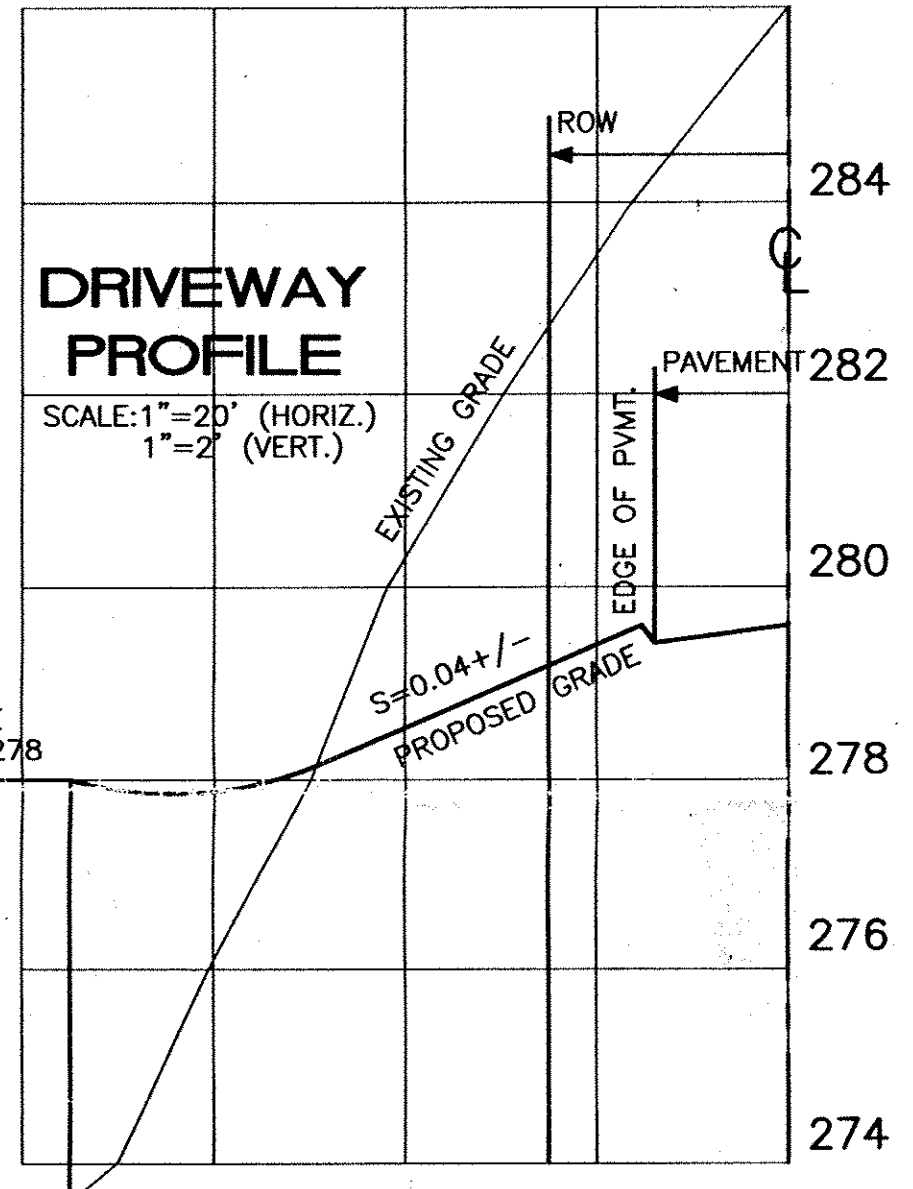 ROW
284
℄
DRIVEWAY
PROFILE
SCALE: 1"=20' (HORIZ.)
1"=2' (VERT.)
EXISTING GRADE
PAVEMENT
282
EDGE OF PVMT.
280
S=0.04+/-
PROPOSED GRADE
278
278
276
274